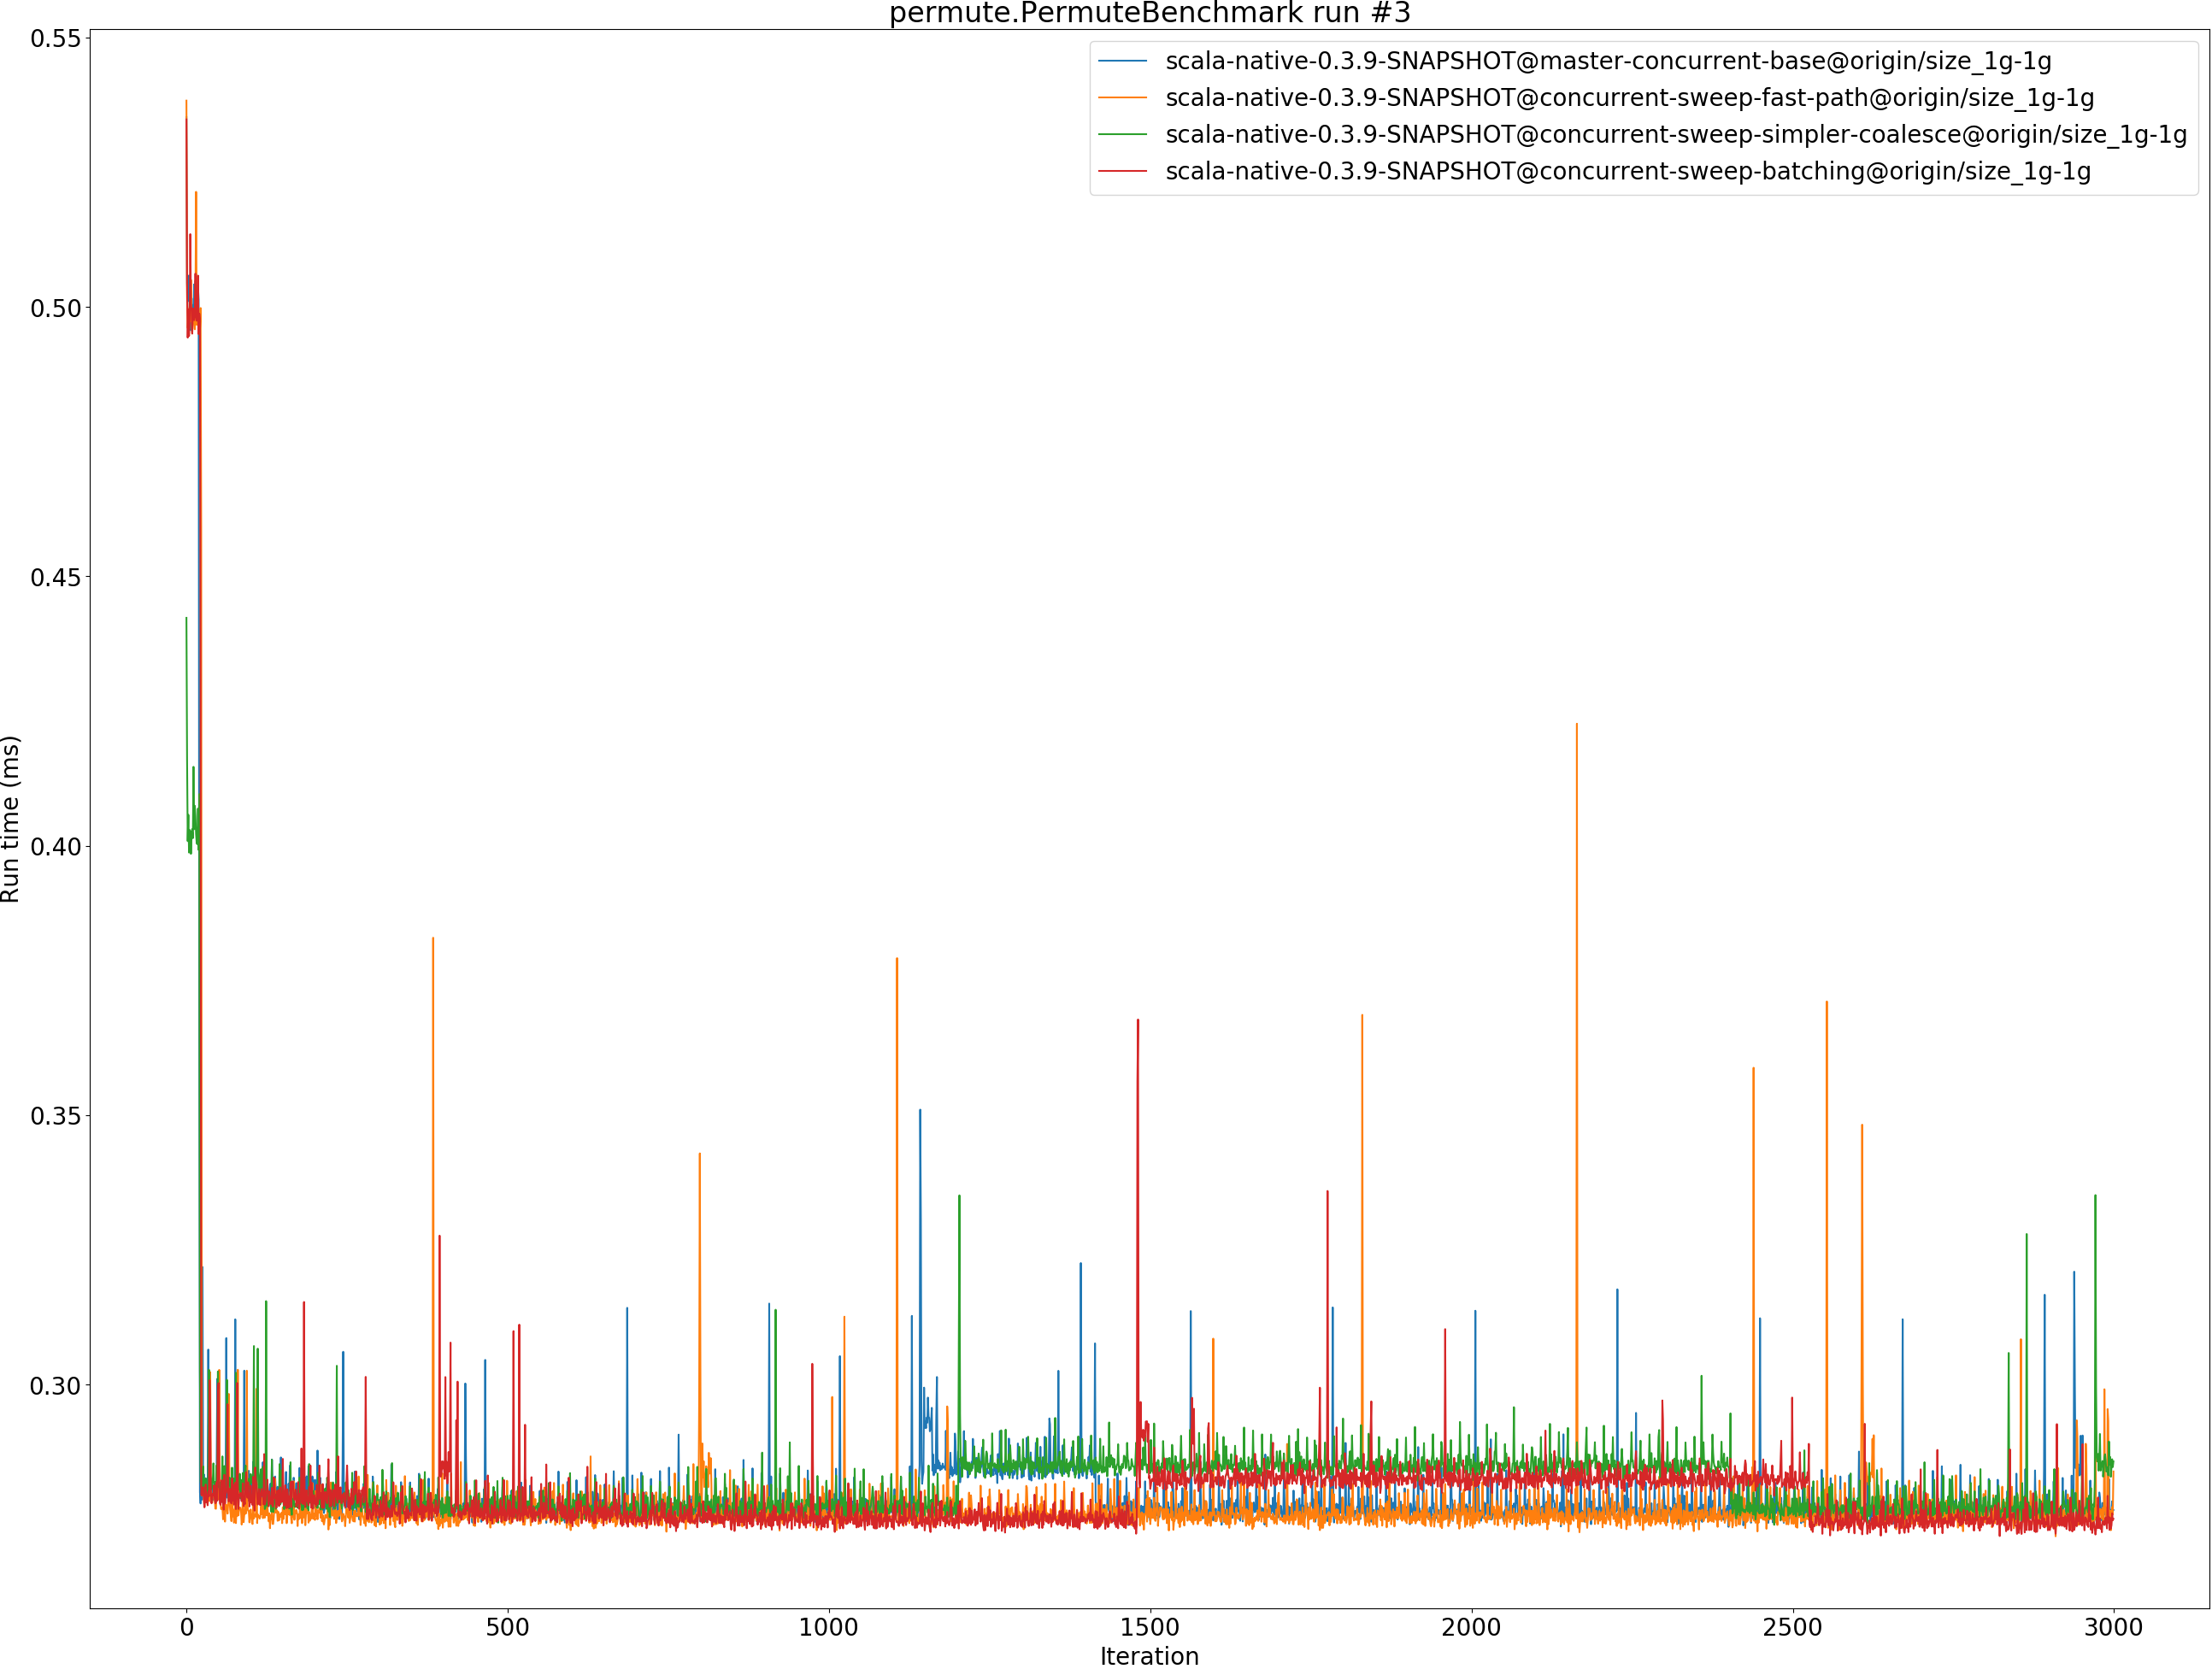 permute.PermuteBenchmark run #3
scala-native-0.3.9-SNAPSHOT@master-concurrent-base@origin/size_1g-1g
scala-native-0.3.9-SNAPSHOT@concurrent-sweep-fast-path@origin/size_1g-1g
scala-native-0.3.9-SNAPSHOT@concurrent-sweep-simpler-coalesce@origin/size_1g-1g
scala-native-0.3.9-SNAPSHOT@concurrent-sweep-batching@origin/size_1g-1g
Run time (ms)
0.55
0.50
0.45
0.40
0.35
0.30
0
500
1000
1500
2000
2500
3000
Iteration